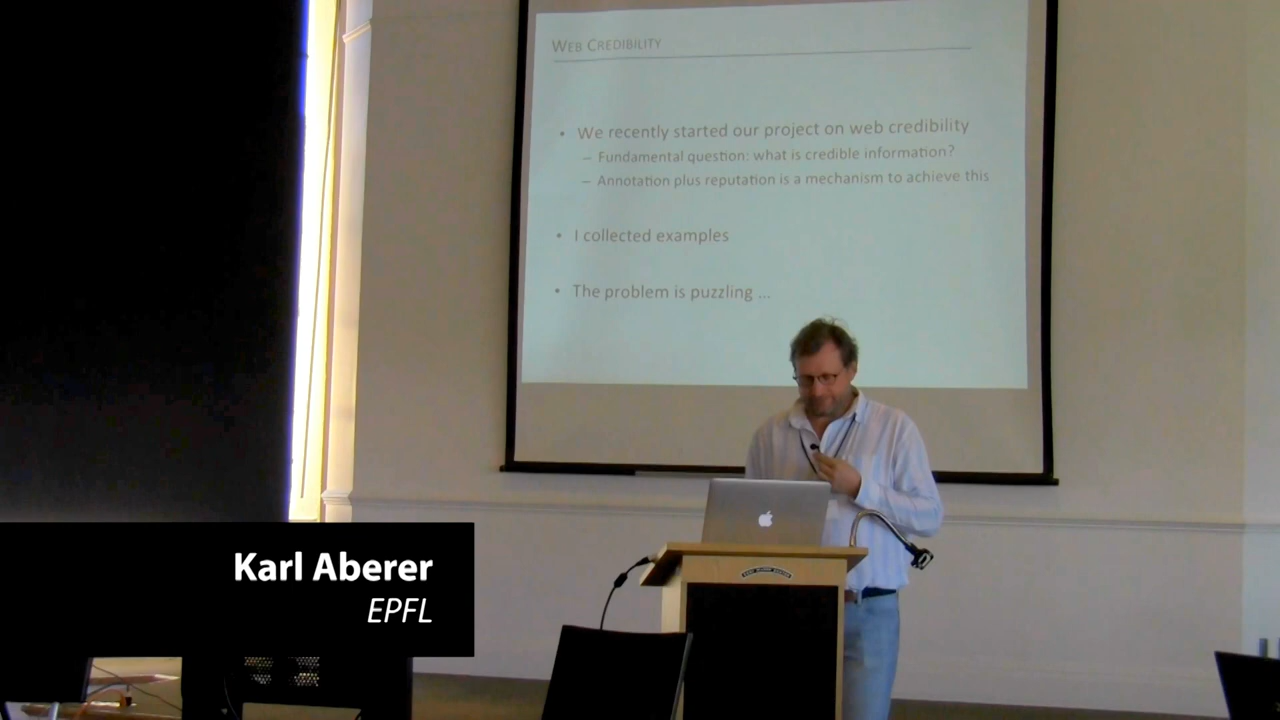 WEB CREDIBILITY
• We recently started our project on web credibility
– Fundamental question: what is credible information?
– Annotation plus reputation is a mechanism to achieve this
• I collected examples
• The problem is puzzling ...
Karl Aberer
EPFL